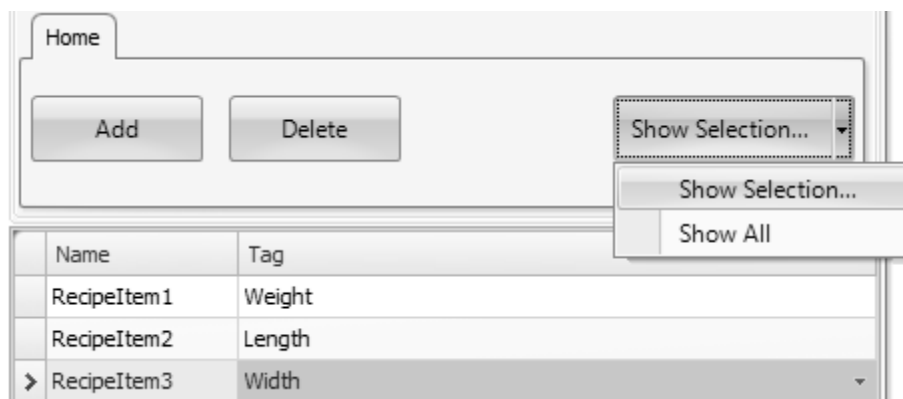 Home
Add Delete Show Selection...
Show Selection...
Show All
Name Tag
RecipeItem1 Weight
RecipeItem2 Length
RecipeItem3 Width